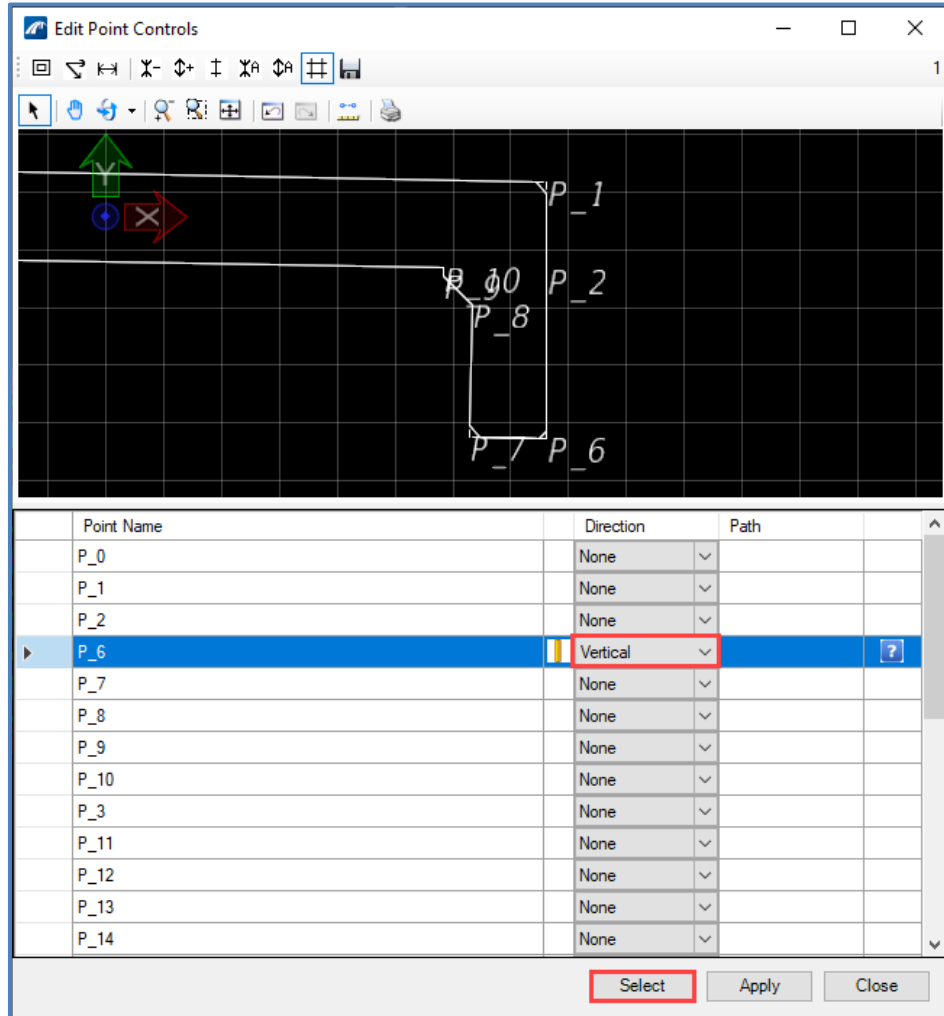 Edit Point Controls
1
Y
X
P_1
P_10 P_2
P_9
P_8
P_7 P_6
Point Name Direction Path
P_0 None
P_1 None
P_2 None
P_6 Vertical ?
P_7 None
P_8 None
P_9 None
P_10 None
P_3 None
P_11 None
P_12 None
P_13 None
P_14 None
Select Apply Close